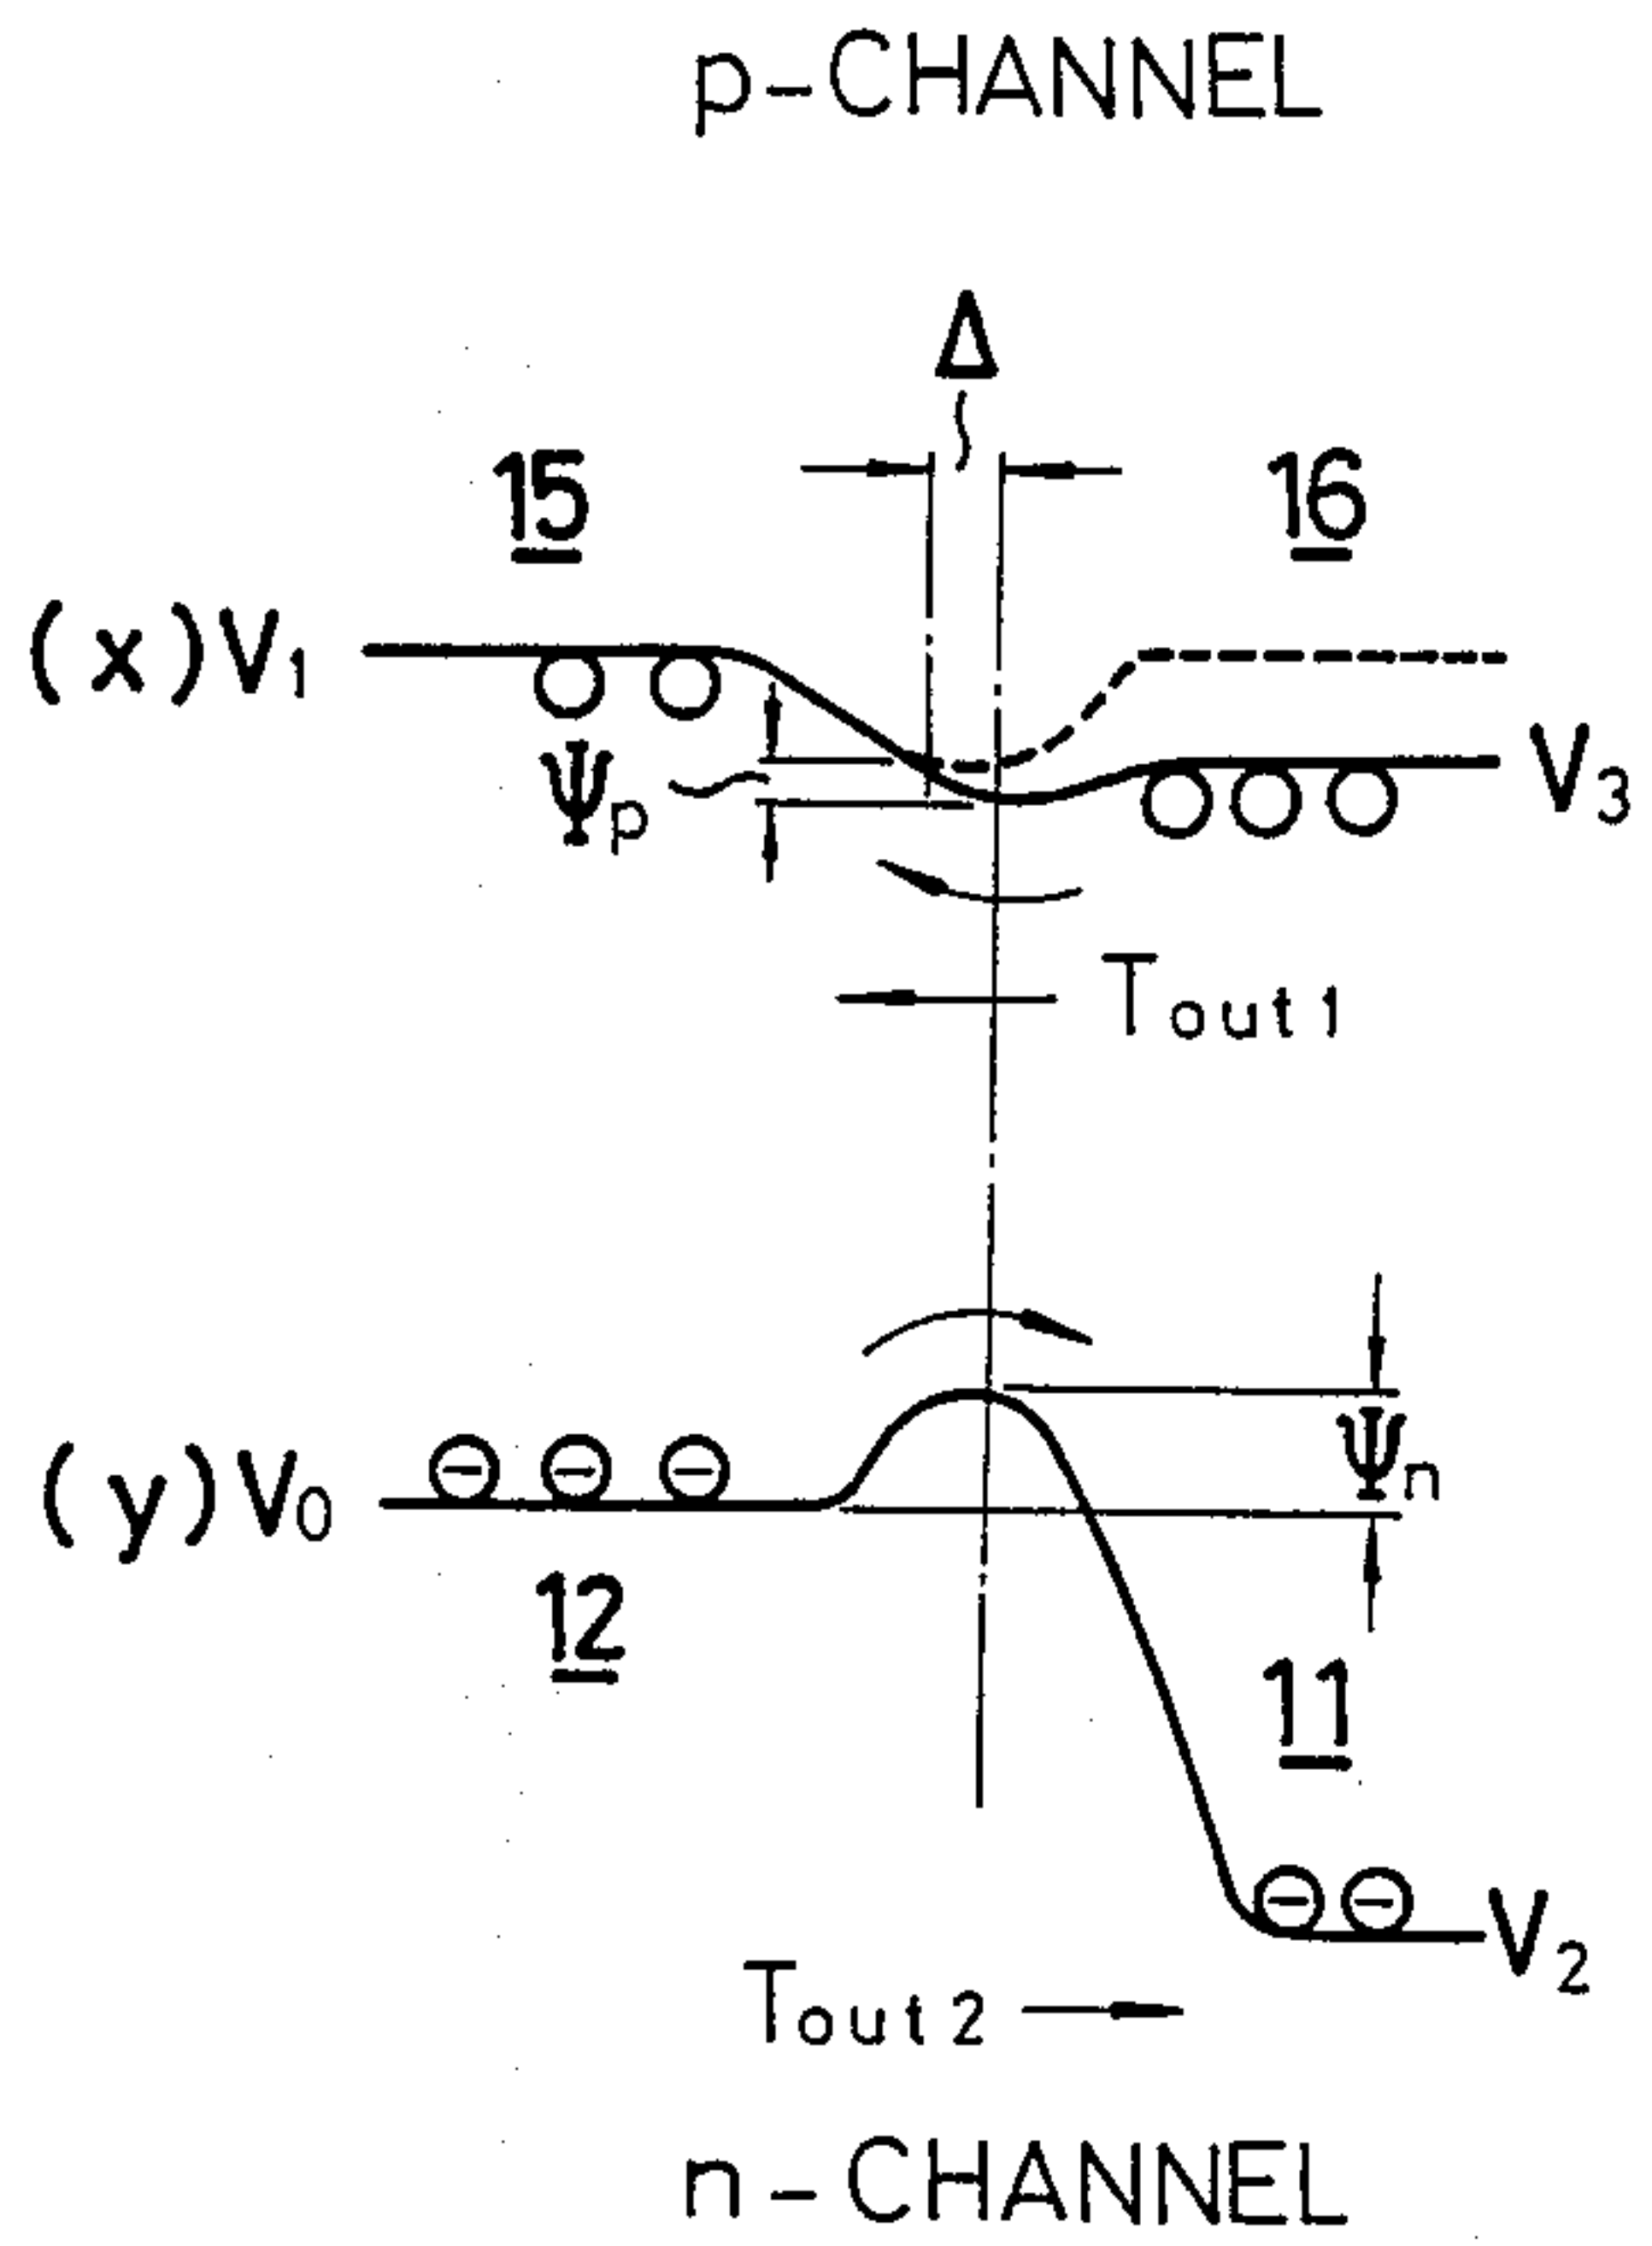 p-CHANNEL
Δ
15 16
(x)V1
V3
Ψp
Tout1
(y)V0
Ψn
12
11
V2
Tout2
n-CHANNEL